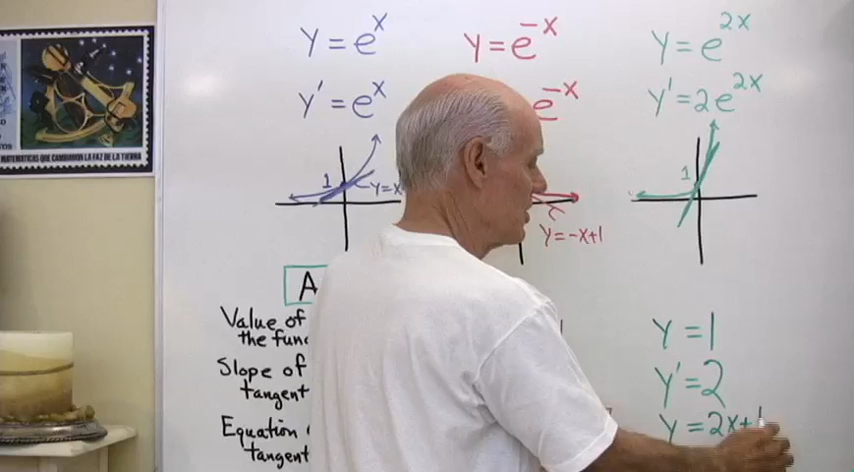 MATEMATICAS QUE CAMBIARON LA FAZ DE LA TIERRA
y = e^x
y' = e^x
1
y=x
A
Value of
the func
Slope of
tangent
Equation
tangent
y = e^-x
e^-x
y=-x+1
y = e^2x
y' = 2e^2x
1
y = 1
y' = 2
y = 2x+1